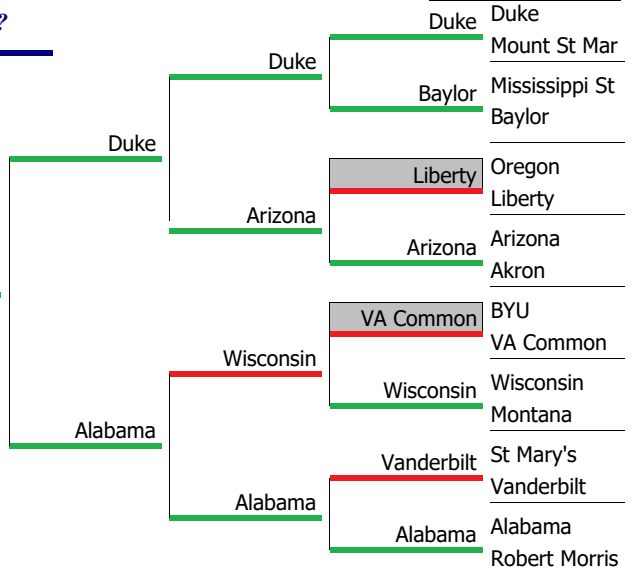 ?
Duke
Mount St Mar
Mississippi St
Baylor
Oregon
Liberty
Arizona
Akron
BYU
VA Common
Wisconsin
Montana
St Mary's
Vanderbilt
Alabama
Robert Morris
Duke
Baylor
Liberty
Arizona
VA Common
Wisconsin
Vanderbilt
Alabama
Duke
Arizona
Wisconsin
Alabama
Duke
Alabama